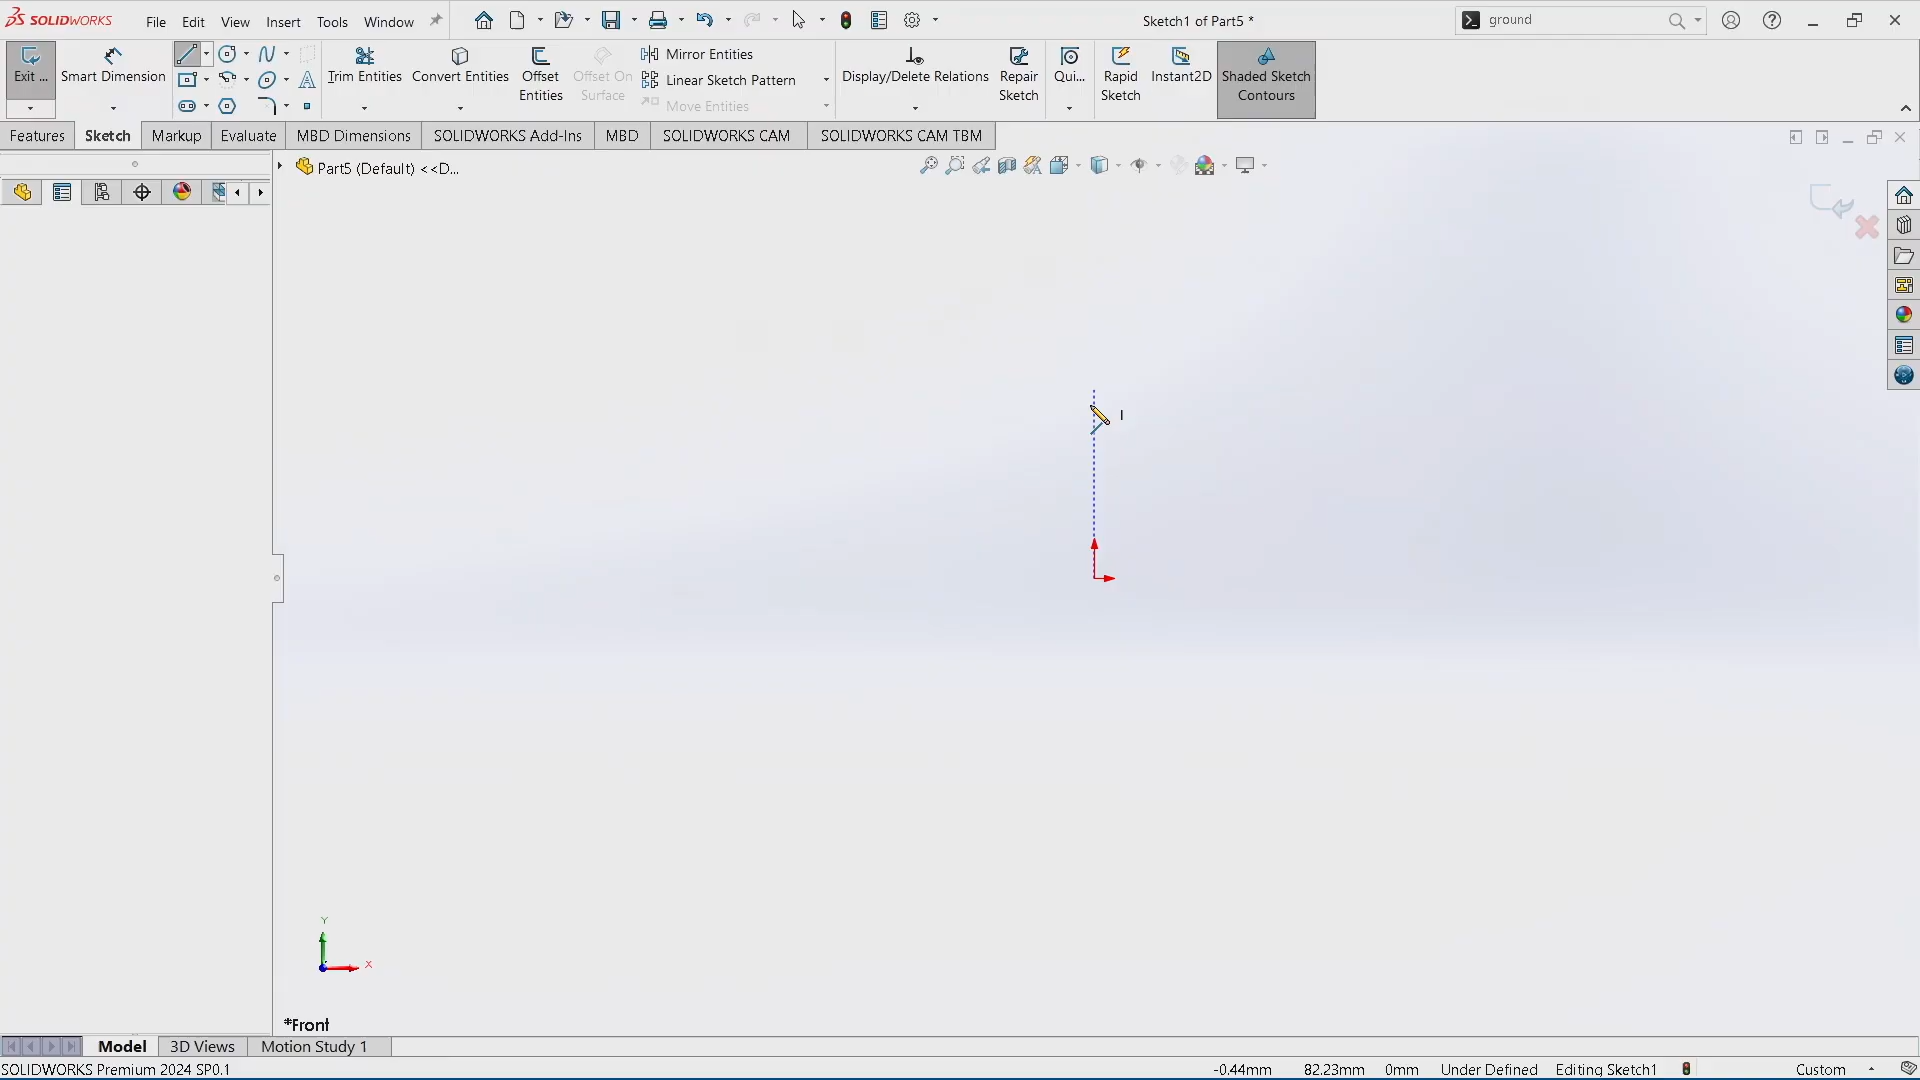 SOLIDWORKS File Edit View Insert Tools Window Sketch1 of Part5 * ground
Exit ... Smart Dimension Trim Entities Convert Entities Offset Entities Offset On Surface Mirror Entities Linear Sketch Pattern Move Entities Display/Delete Relations Repair Sketch Qui... Rapid Sketch Instant2D Shaded Sketch Contours
Features Sketch Markup Evaluate MBD Dimensions SOLIDWORKS Add-Ins MBD SOLIDWORKS CAM SOLIDWORKS CAM TBM
Part5 (Default) <<D...
Y
X
*Front
Model 3D Views Motion Study 1
SOLIDWORKS Premium 2024 SP0.1 -0.44mm 82.23mm 0mm Under Defined Editing Sketch1 Custom